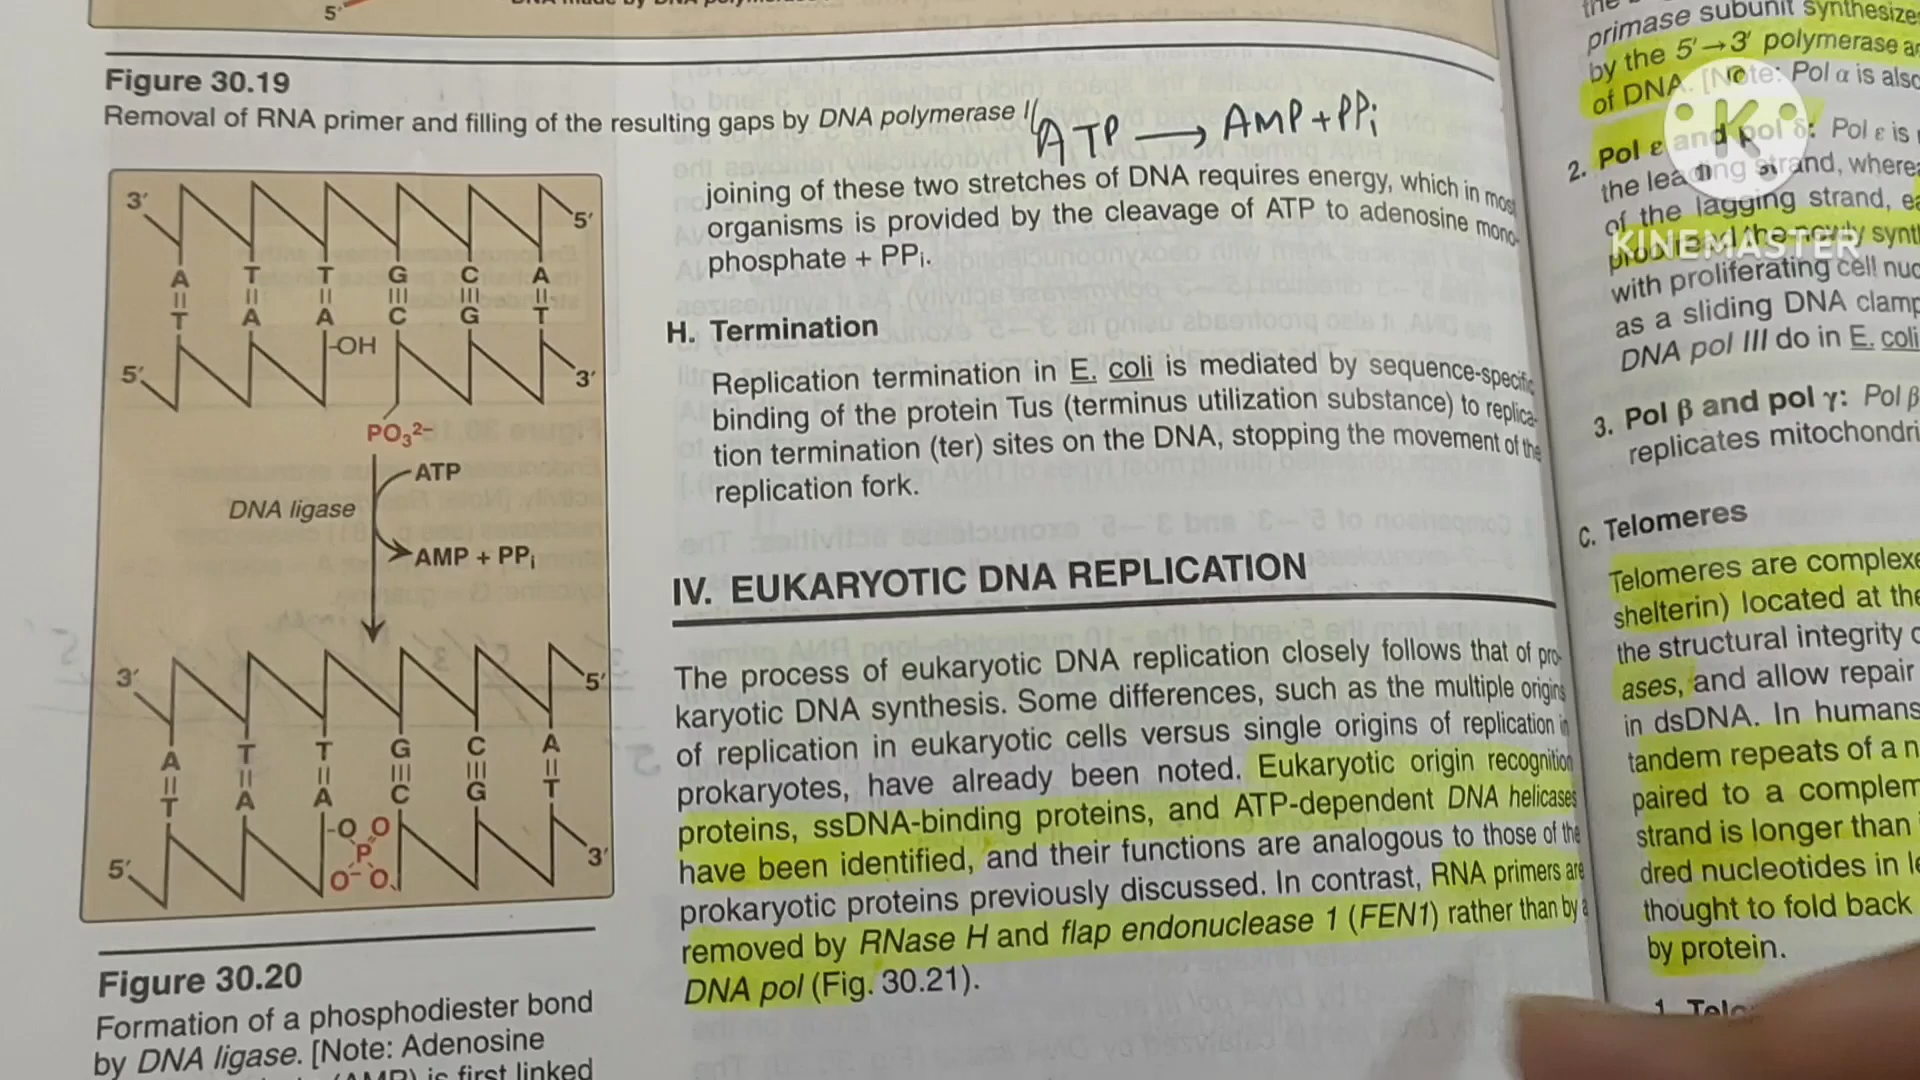 5'
Figure 30.19
Removal of RNA primer and filling of the resulting gaps by DNA polymerase I
ATP → AMP + PPi
3'
5'
A T T G C A
T A A C G T
-OH
5'
3'
PO₃²⁻
ATP
DNA ligase
AMP + PPi
3'
5'
A T T G C A
T A A C G T
-O O
P
O⁻ O
5'
3'
Figure 30.20
Formation of a phosphodiester bond
by DNA ligase. [Note: Adenosine
(AMP) is first linked
joining of these two stretches of DNA requires energy, which in most
organisms is provided by the cleavage of ATP to adenosine mono-
phosphate + PPi.
H. Termination
Replication termination in E. coli is mediated by sequence-specific
binding of the protein Tus (terminus utilization substance) to replica-
tion termination (ter) sites on the DNA, stopping the movement of the
replication fork.
IV. EUKARYOTIC DNA REPLICATION
The process of eukaryotic DNA replication closely follows that of pro-
karyotic DNA synthesis. Some differences, such as the multiple origins
of replication in eukaryotic cells versus single origins of replication in
prokaryotes, have already been noted. Eukaryotic origin recognition
proteins, ssDNA-binding proteins, and ATP-dependent DNA helicases
have been identified, and their functions are analogous to those of the
prokaryotic proteins previously discussed. In contrast, RNA primers are
removed by RNase H and flap endonuclease 1 (FEN1) rather than by a
DNA pol (Fig. 30.21).
primase subunit synthesize
by the 5'→3' polymerase
of DNA. [Note: Pol α is also
2. Pol ε and pol δ: Pol ε is
the leading strand, where
of the lagging strand,
proofread the newly synt
with proliferating cell nuc
as a sliding DNA clamp
DNA pol III do in E. coli
3. Pol β and pol γ: Pol β
replicates mitochondri
C. Telomeres
Telomeres are complexe
shelterin) located at the
the structural integrity
ases, and allow repair
in dsDNA. In humans
tandem repeats of a n
paired to a complem
strand is longer than
dred nucleotides in le
thought to fold back
by protein.
K
KINEMASTER